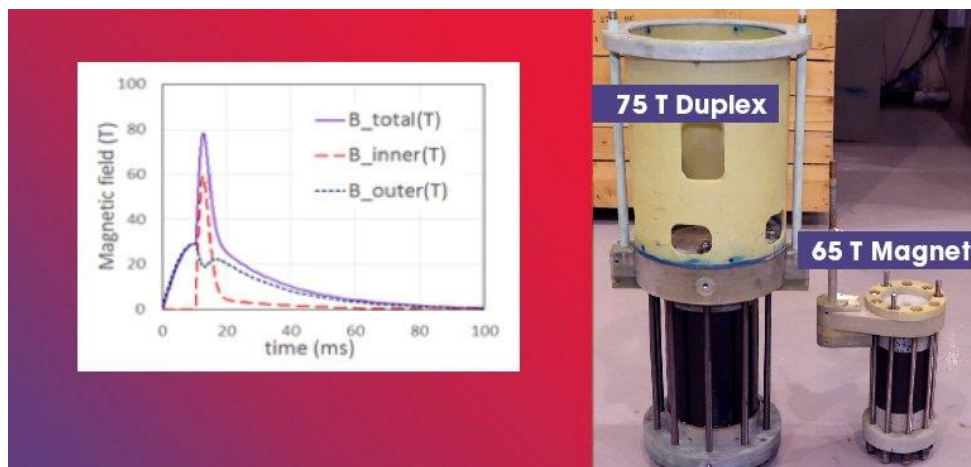 100
80
60
40
20
0
Magnetic field (T)
B_total(T)
B_inner(T)
B_outer(T)
0 20 40 60 80 100
time (ms)
75 T Duplex
65 T Magnet